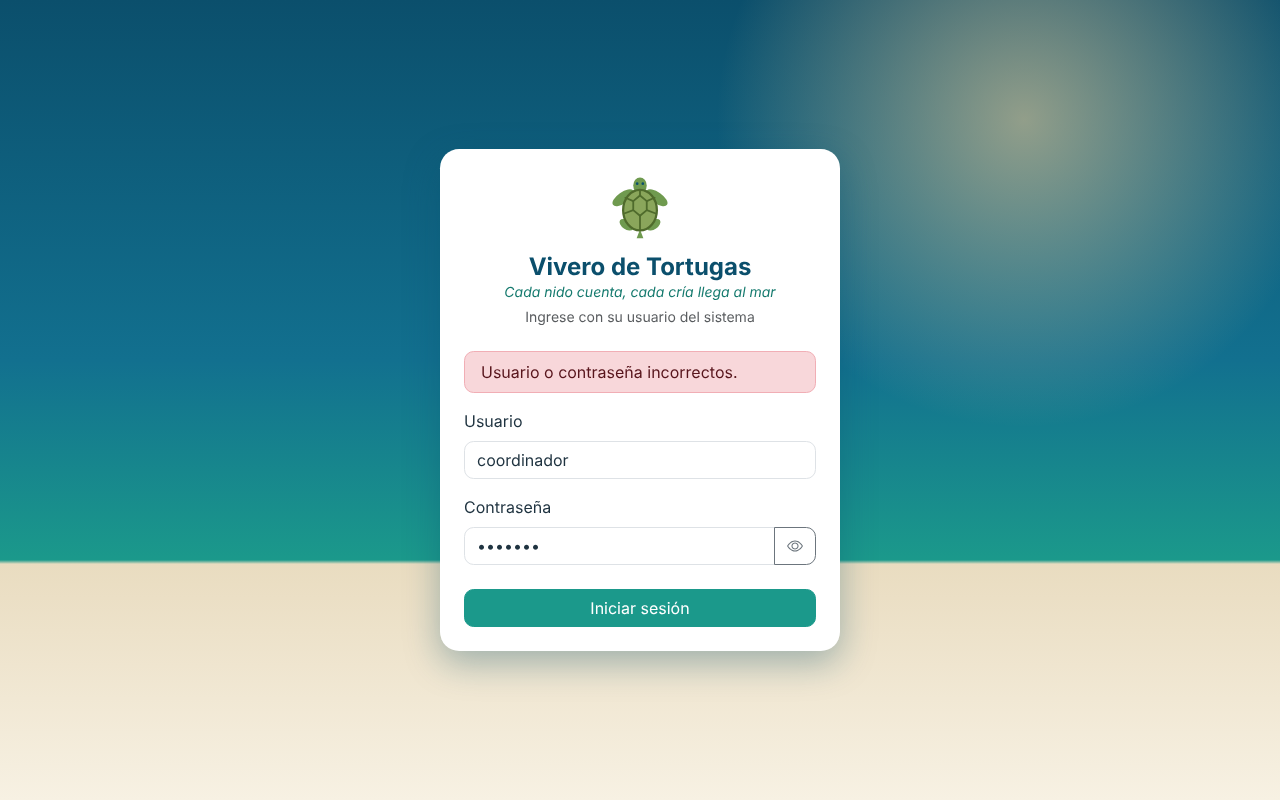 Vivero de Tortugas
Cada nido cuenta, cada cría llega al mar
Ingrese con su usuario del sistema
Usuario o contraseña incorrectos.
Usuario
coordinador
Contraseña
•••••••
Iniciar sesión